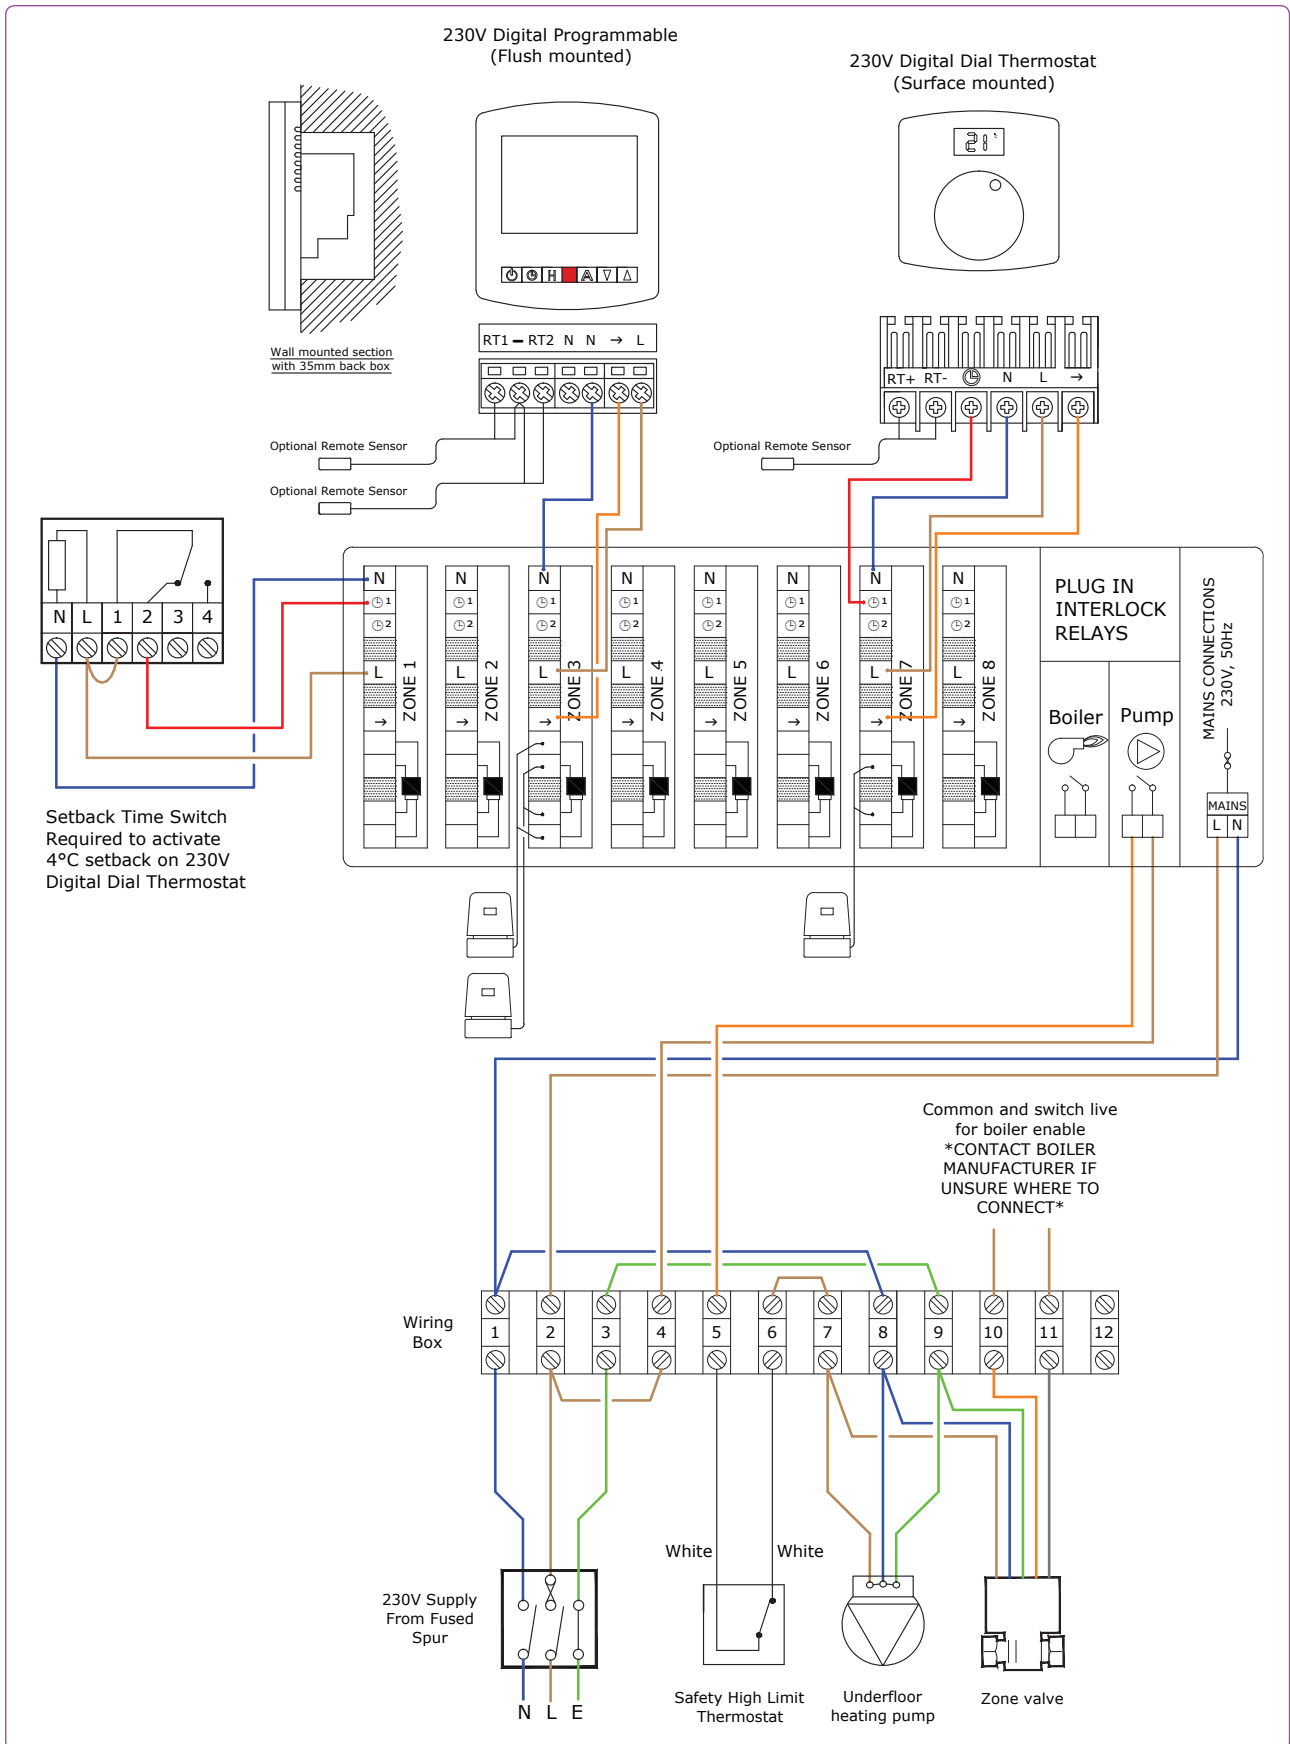 230V Digital Programmable
(Flush mounted)
230V Digital Dial Thermostat
(Surface mounted)
21°c
H A
Wall mounted section
with 35mm back box
RT1 – RT2 N N → L
RT+ RT- N L →
Optional Remote Sensor
Optional Remote Sensor
Optional Remote Sensor
N L 1 2 3 4
N 1 2 L → ZONE 1
N 1 2 L → ZONE 2
N 1 2 L → ZONE 3
N 1 2 L → ZONE 4
N 1 2 L → ZONE 5
N 1 2 L → ZONE 6
N 1 2 L → ZONE 7
N 1 2 L → ZONE 8
PLUG IN
INTERLOCK
RELAYS
Boiler
Pump
MAINS CONNECTIONS
230V, 50Hz
MAINS
L N
Setback Time Switch
Required to activate
4°C setback on 230V
Digital Dial Thermostat
Common and switch live
for boiler enable
*CONTACT BOILER
MANUFACTURER IF
UNSURE WHERE TO
CONNECT*
Wiring
Box
1 2 3 4 5 6 7 8 9 10 11 12
White
White
230V Supply
From Fused
Spur
N L E
Safety High Limit
Thermostat
Underfloor
heating pump
Zone valve